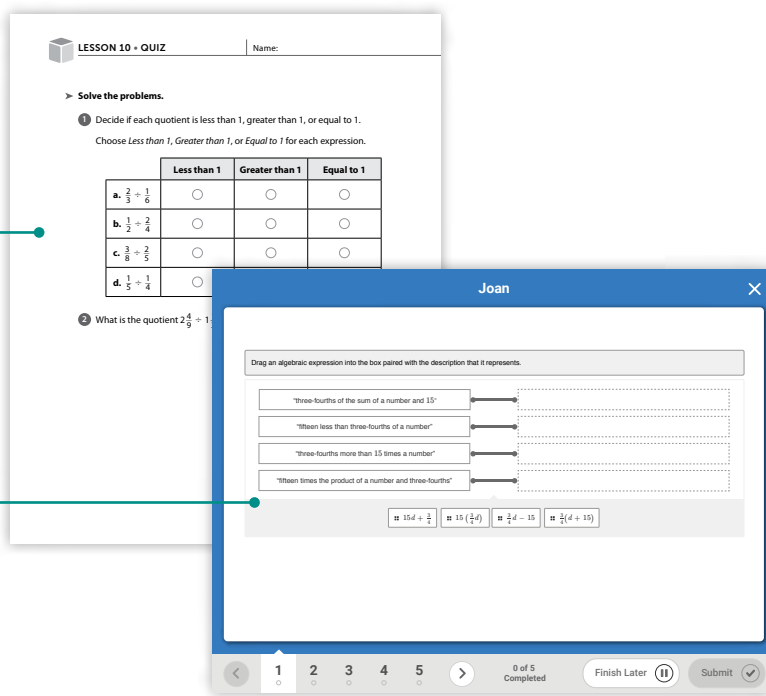 LESSON 10 • QUIZ Name:
➤ Solve the problems.
1 Decide if each quotient is less than 1, greater than 1, or equal to 1.
Choose Less than 1, Greater than 1, or Equal to 1 for each expression.
Less than 1 Greater than 1 Equal to 1
a. 2/3 ÷ 1/6
b. 1/2 ÷ 2/4
c. 3/8 ÷ 2/5
d. 1/5 ÷ 1/4
2 What is the quotient 2 4/9 ÷ 1
Joan
Drag an algebraic expression into the box paired with the description that it represents.
"three-fourths of the sum of a number and 15"
"fifteen less than three-fourths of a number"
"three-fourths more than 15 times a number"
"fifteen times the product of a number and three-fourths"
15d + 3/4 15 (3/4 d) 3/4 d − 15 3/4 (d + 15)
1 2 3 4 5 0 of 5 Completed Finish Later Submit